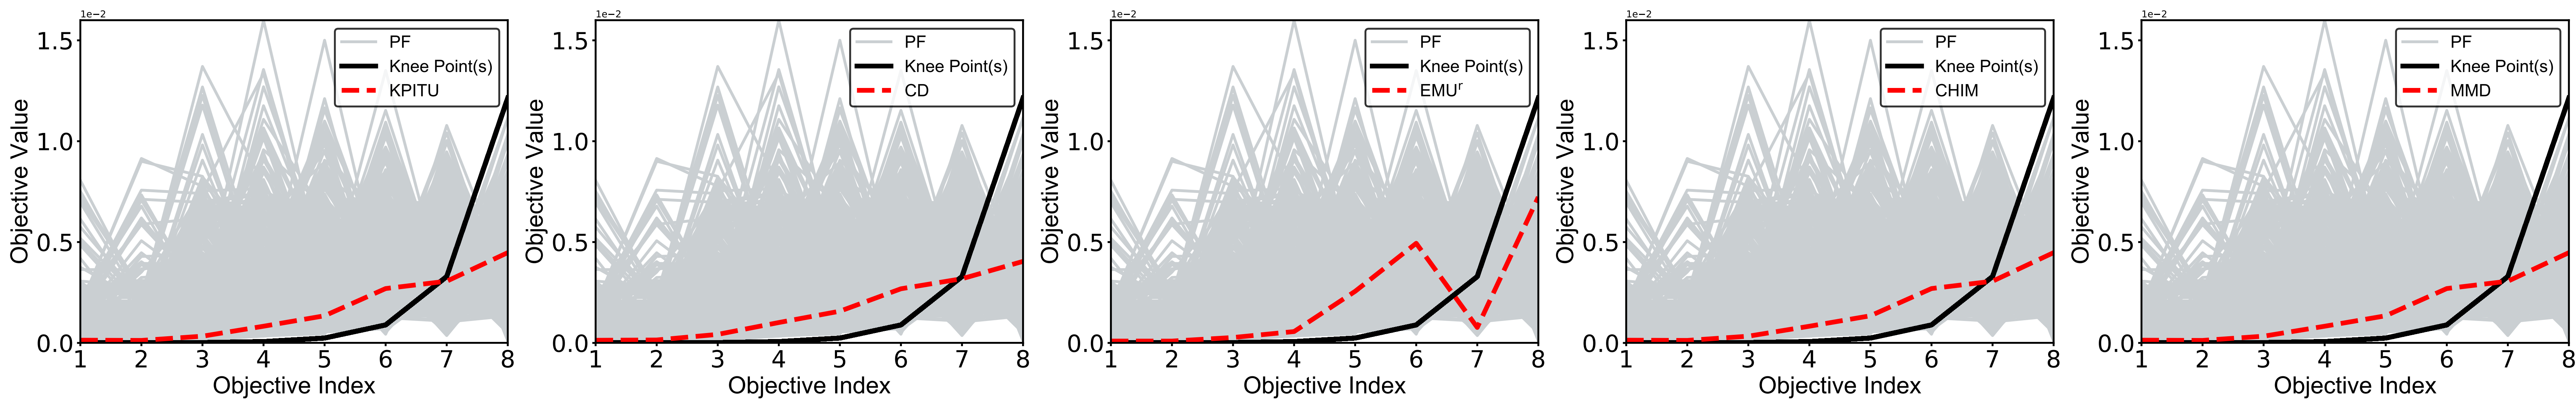 1e−2
1.5
1.0
0.5
0.0
Objective Value
PF
Knee Point(s)
KPITU
1 2 3 4 5 6 7 8
Objective Index
1e−2
1.5
1.0
0.5
0.0
Objective Value
PF
Knee Point(s)
CD
1 2 3 4 5 6 7 8
Objective Index
1e−2
1.5
1.0
0.5
0.0
Objective Value
PF
Knee Point(s)
EMUʳ
1 2 3 4 5 6 7 8
Objective Index
1e−2
1.5
1.0
0.5
0.0
Objective Value
PF
Knee Point(s)
CHIM
1 2 3 4 5 6 7 8
Objective Index
1e−2
1.5
1.0
0.5
0.0
Objective Value
PF
Knee Point(s)
MMD
1 2 3 4 5 6 7 8
Objective Index